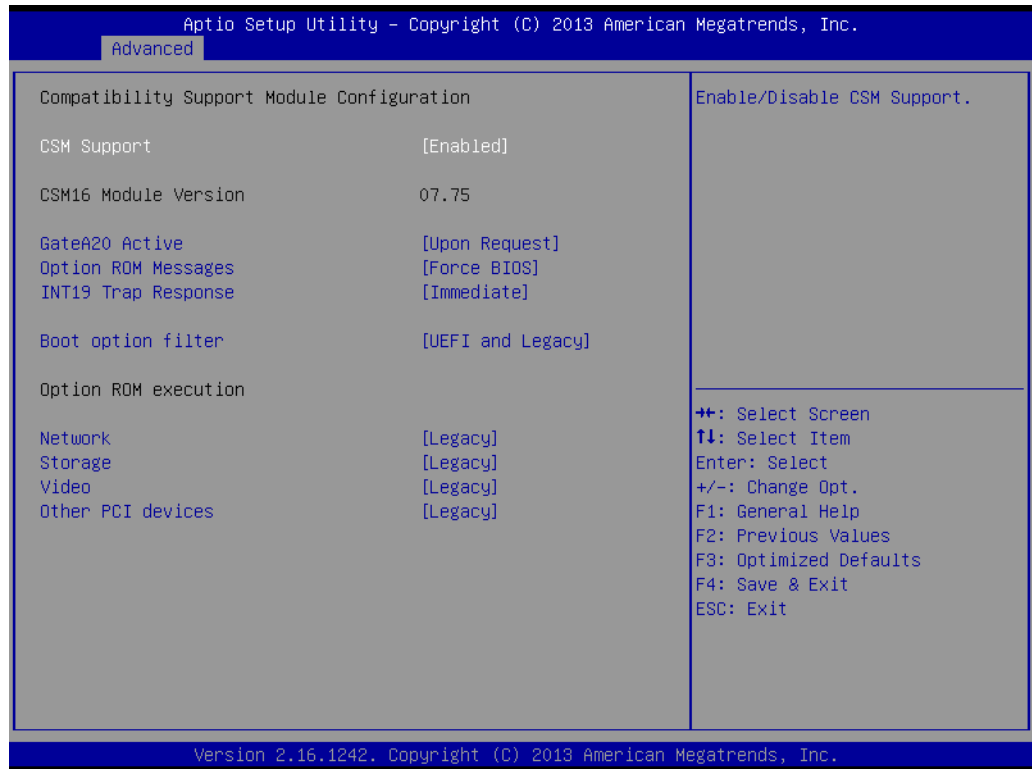 Aptio Setup Utility – Copyright (C) 2013 American Megatrends, Inc.
Advanced
Compatibility Support Module Configuration
CSM Support [Enabled]
CSM16 Module Version 07.75
GateA20 Active [Upon Request]
Option ROM Messages [Force BIOS]
INT19 Trap Response [Immediate]
Boot option filter [UEFI and Legacy]
Option ROM execution
Network [Legacy]
Storage [Legacy]
Video [Legacy]
Other PCI devices [Legacy]
Enable/Disable CSM Support.
→←: Select Screen
↑↓: Select Item
Enter: Select
+/-: Change Opt.
F1: General Help
F2: Previous Values
F3: Optimized Defaults
F4: Save & Exit
ESC: Exit
Version 2.16.1242. Copyright (C) 2013 American Megatrends, Inc.